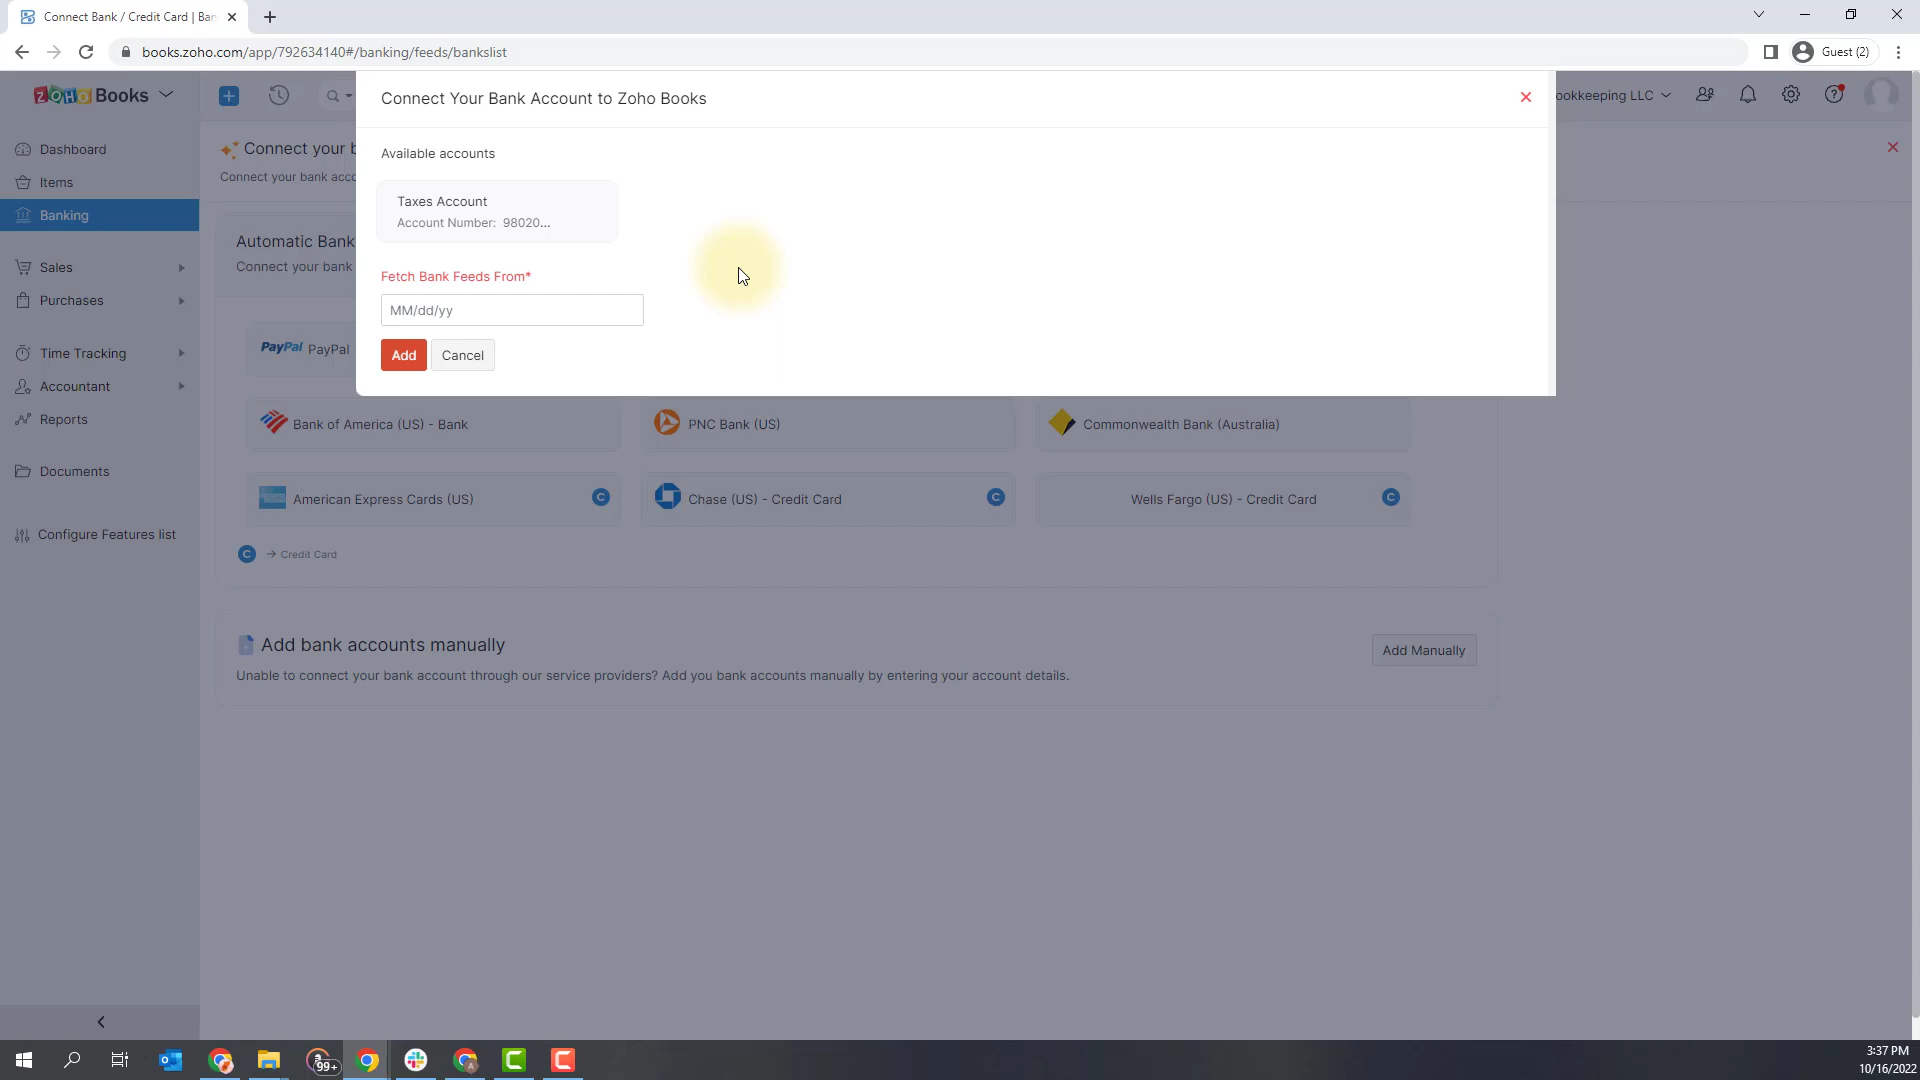 Connect Bank / Credit Card | Ban
books.zoho.com/app/792634140#/banking/feeds/bankslist
Guest (2)
ZOHO Books
Connect Your Bank Account to Zoho Books
ookkeeping LLC
Dashboard
Items
Banking
Sales
Purchases
Time Tracking
Accountant
Reports
Documents
Configure Features list
Connect your b
Connect your bank acco
Available accounts
Taxes Account
Account Number: 98020...
Automatic Bank
Connect your bank
Fetch Bank Feeds From*
MM/dd/yy
Add
Cancel
PayPal PayPal
Bank of America (US) - Bank
PNC Bank (US)
Commonwealth Bank (Australia)
American Express Cards (US)
C
Chase (US) - Credit Card
C
Wells Fargo (US) - Credit Card
C
C → Credit Card
Add bank accounts manually
Unable to connect your bank account through our service providers? Add you bank accounts manually by entering your account details.
Add Manually
99+
3:37 PM
10/16/2022